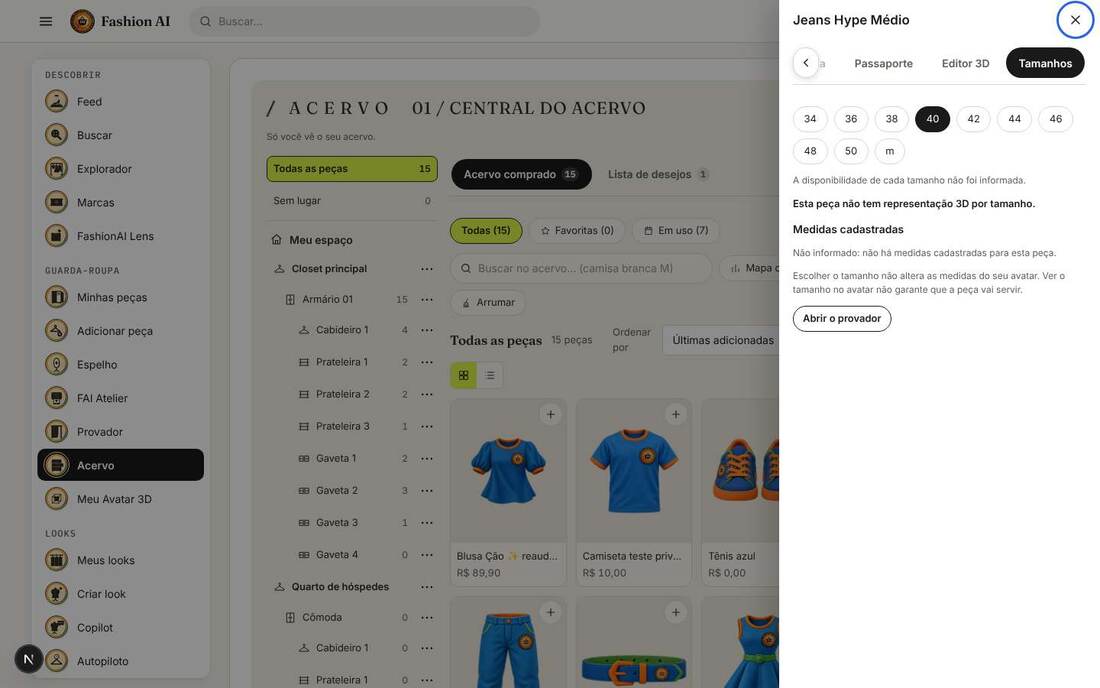 Fashion AI
Buscar...
DESCOBRIR
Feed
Buscar
Explorador
Marcas
FashionAI Lens
GUARDA-ROUPA
Minhas peças
Adicionar peça
Espelho
FAI Atelier
Provador
Acervo
Meu Avatar 3D
LOOKS
Meus looks
Criar look
Copilot
Autopiloto
N
/ ACERVO 01 / CENTRAL DO ACERVO
Só você vê o seu acervo.
Todas as peças 15
Sem lugar 0
Meu espaço
Closet principal
Armário 01 15
Cabideiro 1 4
Prateleira 1 2
Prateleira 2 2
Prateleira 3 1
Gaveta 1 2
Gaveta 2 3
Gaveta 3 1
Gaveta 4 0
Quarto de hóspedes
Cômoda 0
Cabideiro 1 0
Prateleira 1 0
Acervo comprado 15
Lista de desejos 1
Todas (15)
Favoritas (0)
Em uso (7)
Buscar no acervo... (camisa branca M)
Mapa
Arrumar
Todas as peças 15 peças
Ordenar
por
Últimas adicionadas
Blusa Ção ✨ reaud...
R$ 89,90
Camiseta teste priv...
R$ 10,00
Tênis azul
R$ 0,00
Jeans Hype Médio
Passaporte
Editor 3D
Tamanhos
34 36 38 40 42 44 46
48 50 m
A disponibilidade de cada tamanho não foi informada.
Esta peça não tem representação 3D por tamanho.
Medidas cadastradas
Não informado: não há medidas cadastradas para esta peça.
Escolher o tamanho não altera as medidas do seu avatar. Ver o
tamanho no avatar não garante que a peça vai servir.
Abrir o provador